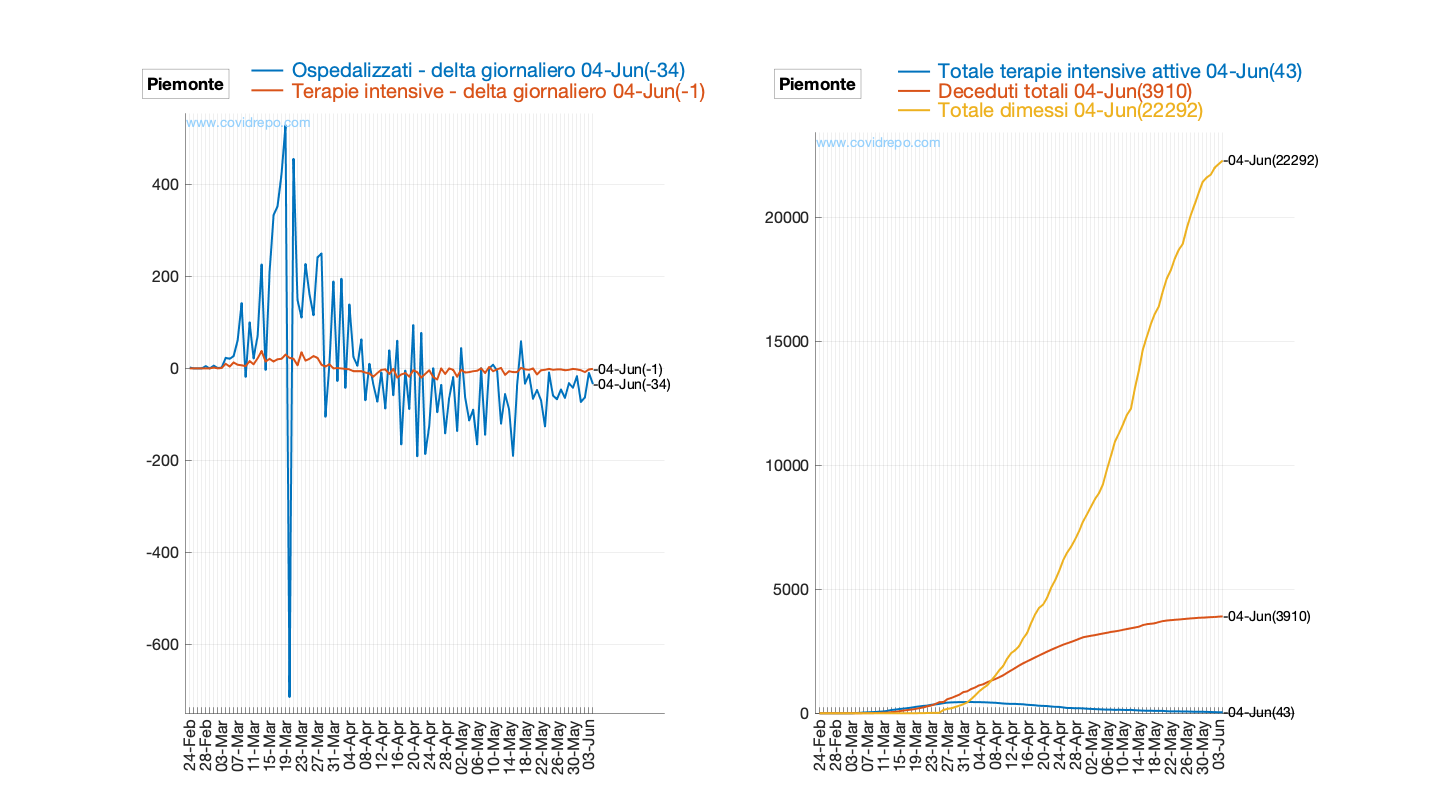 Piemonte
Ospedalizzati - delta giornaliero 04-Jun(-34)
Terapie intensive - delta giornaliero 04-Jun(-1)
www.covidrepo.com
400
200
0
-200
-400
-600
-04-Jun(-1)
-04-Jun(-34)
24-Feb
28-Feb
03-Mar
07-Mar
11-Mar
15-Mar
19-Mar
23-Mar
27-Mar
31-Mar
04-Apr
08-Apr
12-Apr
16-Apr
20-Apr
24-Apr
28-Apr
02-May
06-May
10-May
14-May
18-May
22-May
26-May
30-May
03-Jun
Piemonte
Totale terapie intensive attive 04-Jun(43)
Deceduti totali 04-Jun(3910)
Totale dimessi 04-Jun(22292)
www.covidrepo.com
20000
15000
10000
5000
0
-04-Jun(22292)
-04-Jun(3910)
-04-Jun(43)
24-Feb
28-Feb
03-Mar
07-Mar
11-Mar
15-Mar
19-Mar
23-Mar
27-Mar
31-Mar
04-Apr
08-Apr
12-Apr
16-Apr
20-Apr
24-Apr
28-Apr
02-May
06-May
10-May
14-May
18-May
22-May
26-May
30-May
03-Jun